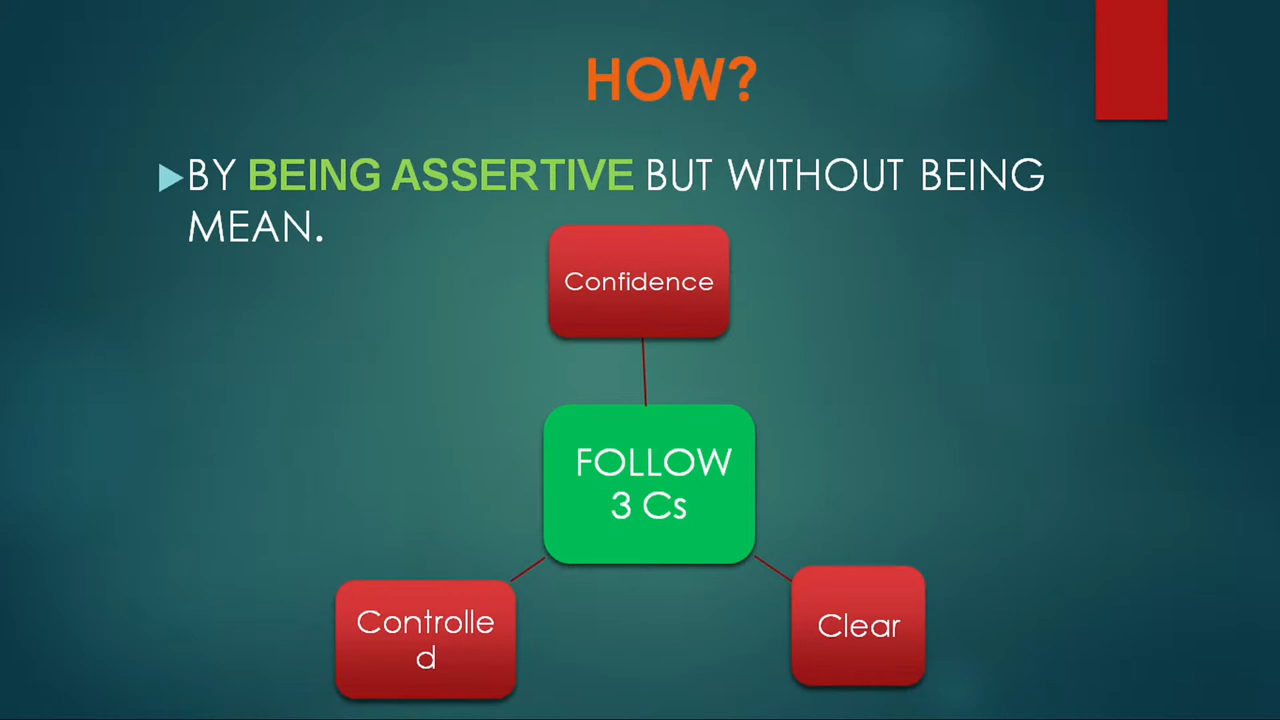 HOW?
BY BEING ASSERTIVE BUT WITHOUT BEING
MEAN.
Confidence
FOLLOW
3 Cs
Controlle
d
Clear